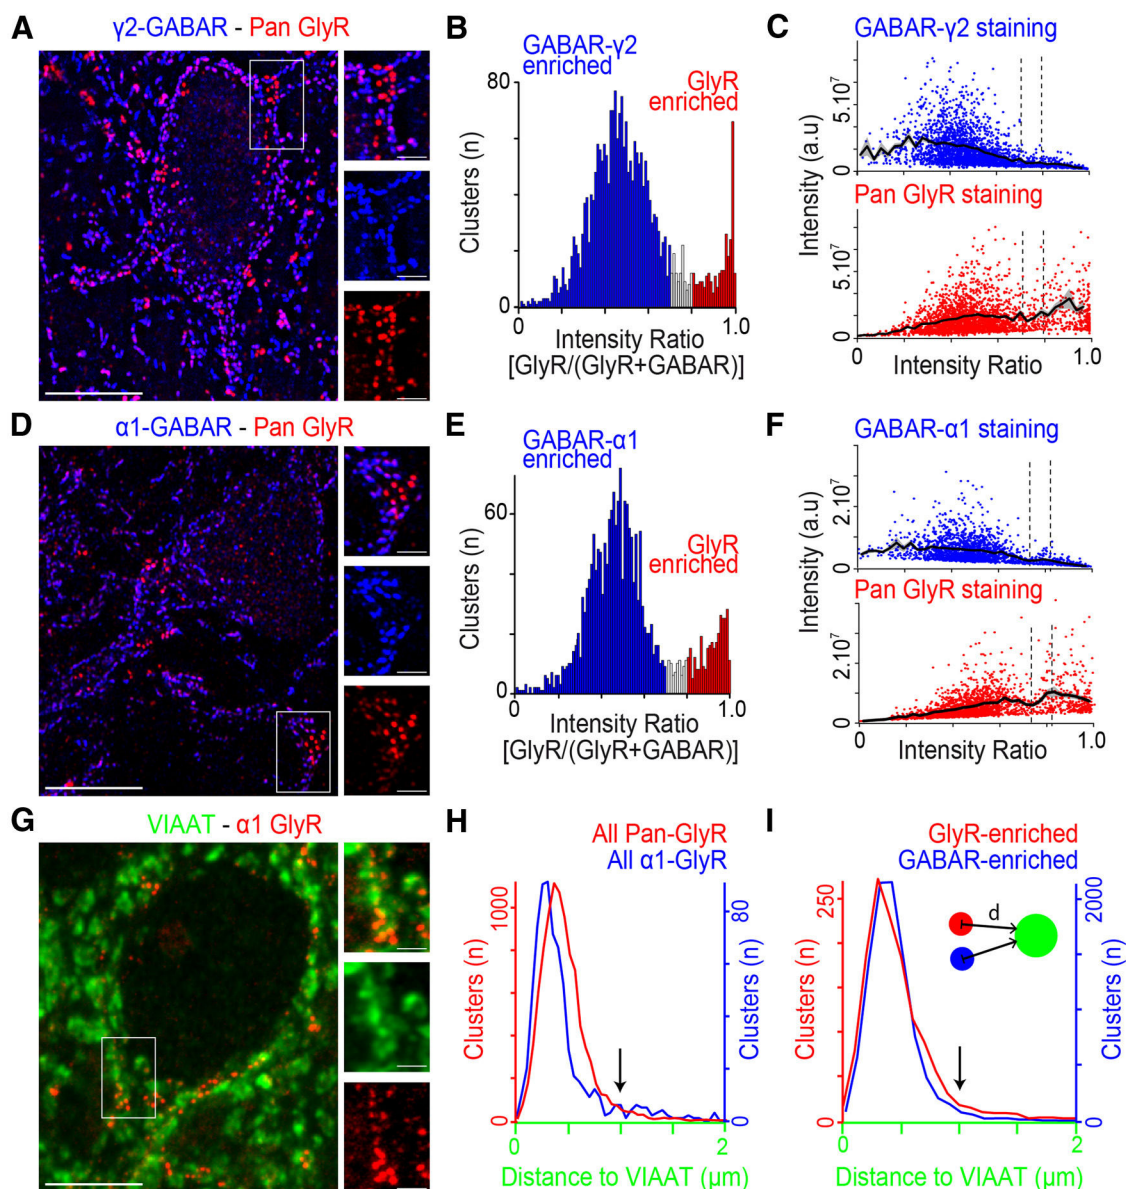 A
γ2-GABAR - Pan GlyR
B
GABAR-γ2
enriched
GlyR
enriched
80
0
Clusters (n)
0
1.0
Intensity Ratio
[GlyR/(GlyR+GABAR)]
C
GABAR-γ2 staining
5.10⁷
0
Pan GlyR staining
5.10⁷
0
Intensity (a.u)
1.0
Intensity Ratio
D
α1-GABAR - Pan GlyR
E
GABAR-α1
enriched
GlyR
enriched
60
0
Clusters (n)
0
1.0
Intensity Ratio
[GlyR/(GlyR+GABAR)]
F
GABAR-α1 staining
2.10⁷
0
Pan GlyR staining
2.10⁷
0
Intensity (a.u)
0
1.0
Intensity Ratio
G
VIAAT - α1 GlyR
H
All Pan-GlyR
All α1-GlyR
1000
0
Clusters (n)
80
0
Clusters (n)
0
2
Distance to VIAAT (µm)
I
GlyR-enriched
GABAR-enriched
d
250
0
Clusters (n)
2000
0
Clusters (n)
0
2
Distance to VIAAT (µm)